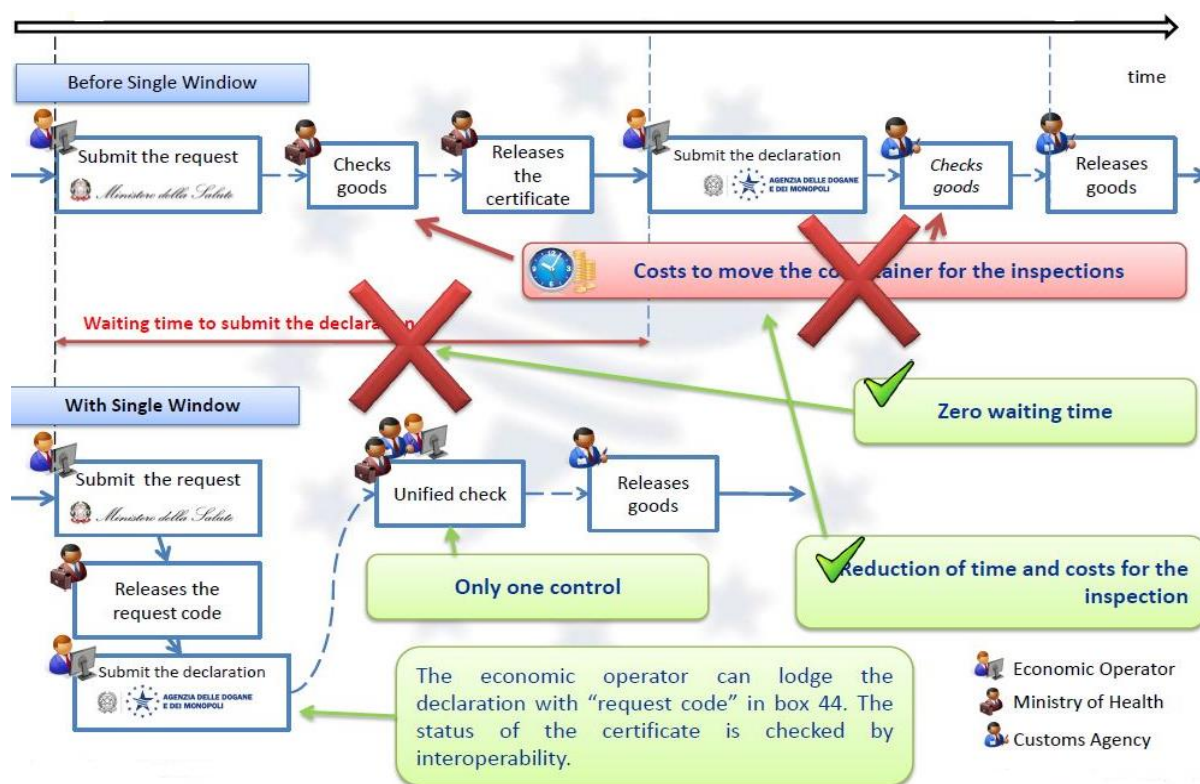 time
Before Single Window
Submit the request
Ministero della Salute
Checks
goods
Releases
the
certificate
Submit the declaration
AGENZIA DELLE DOGANE
E DEI MONOPOLI
Checks
goods
Releases
goods
Costs to move the container for the inspections
Waiting time to submit the declaration
Zero waiting time
With Single Window
Submit the request
Ministero della Salute
Unified check
Releases
goods
Only one control
Reduction of time and costs for the
inspection
Releases the
request code
Submit the declaration
AGENZIA DELLE DOGANE
E DEI MONOPOLI
The economic operator can lodge the
declaration with “request code” in box 44. The
status of the certificate is checked by
interoperability.
Economic Operator
Ministry of Health
Customs Agency